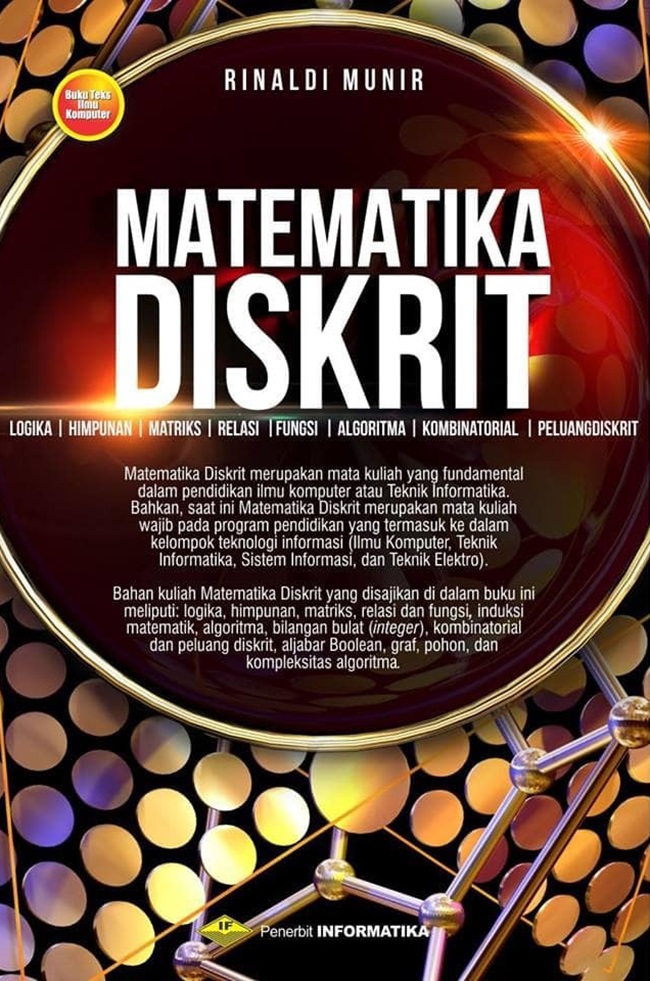 RINALDI MUNIR
Buku Teks
Ilmu
Komputer
MATEMATIKA
DISKRIT
LOGIKA | HIMPUNAN | MATRIKS | RELASI | FUNGSI | ALGORITMA | KOMBINATORIAL | PELUANGDISKRIT
Matematika Diskrit merupakan mata kuliah yang fundamental
dalam pendidikan ilmu komputer atau Teknik Informatika.
Bahkan, saat ini Matematika Diskrit merupakan mata kuliah
wajib pada program pendidikan yang termasuk ke dalam
kelompok teknologi informasi (Ilmu Komputer, Teknik
Informatika, Sistem Informasi, dan Teknik Elektro).
Bahan kuliah Matematika Diskrit yang disajikan di dalam buku ini
meliputi: logika, himpunan, matriks, relasi dan fungsi, induksi
matematik, algoritma, bilangan bulat (integer), kombinatorial
dan peluang diskrit, aljabar Boolean, graf, pohon, dan
kompleksitas algoritma.
IF Penerbit INFORMATIKA